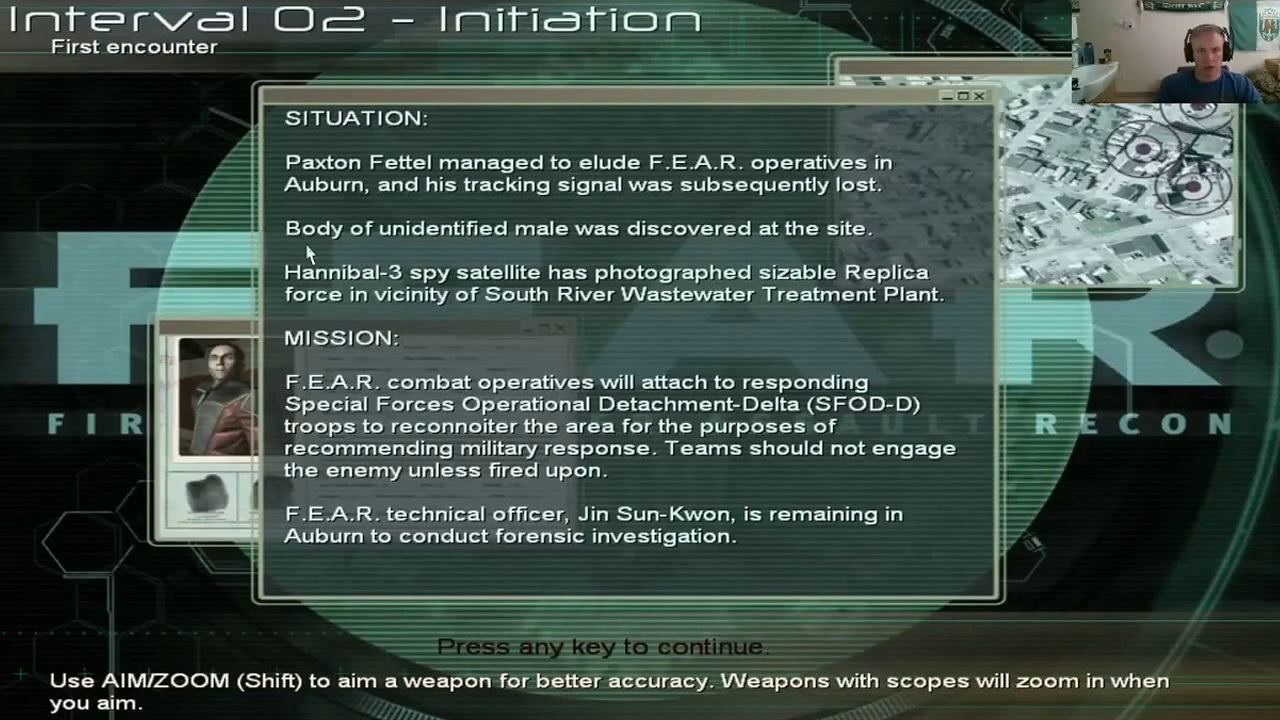 Interval 02 - Initiation
First encounter
SITUATION:
Paxton Fettel managed to elude F.E.A.R. operatives in
Auburn, and his tracking signal was subsequently lost.
Body of unidentified male was discovered at the site.
Hannibal-3 spy satellite has photographed sizable Replica
force in vicinity of South River Wastewater Treatment Plant.
MISSION:
F.E.A.R. combat operatives will attach to responding
Special Forces Operational Detachment-Delta (SFOD-D)
troops to reconnoiter the area for the purposes of
recommending military response. Teams should not engage
the enemy unless fired upon.
F.E.A.R. technical officer, Jin Sun-Kwon, is remaining in
Auburn to conduct forensic investigation.
FIR
AULT RECON
Press any key to continue.
Use AIM/ZOOM (Shift) to aim a weapon for better accuracy. Weapons with scopes will zoom in when
you aim.